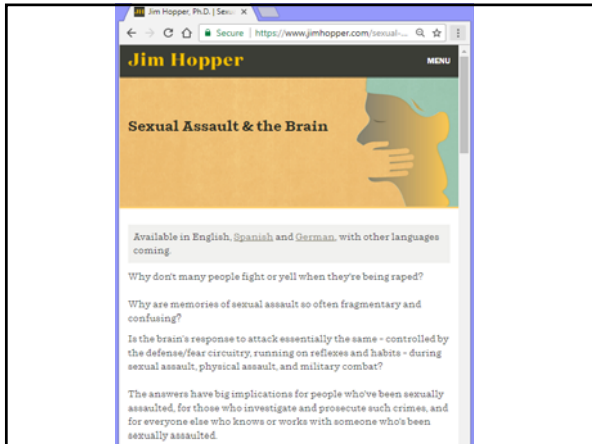 Jim Hopper, Ph.D. | Sexu
Secure | https://www.jimhopper.com/sexual-...
Jim Hopper
MENU
Sexual Assault & the Brain
Available in English, Spanish and German, with other languages
coming.
Why don't many people fight or yell when they're being raped?
Why are memories of sexual assault so often fragmentary and
confusing?
Is the brain's response to attack essentially the same - controlled by
the defense/fear circuitry, running on reflexes and habits - during
sexual assault, physical assault, and military combat?
The answers have big implications for people who've been sexually
assaulted, for those who investigate and prosecute such crimes, and
for everyone else who knows or works with someone who's been
sexually assaulted.